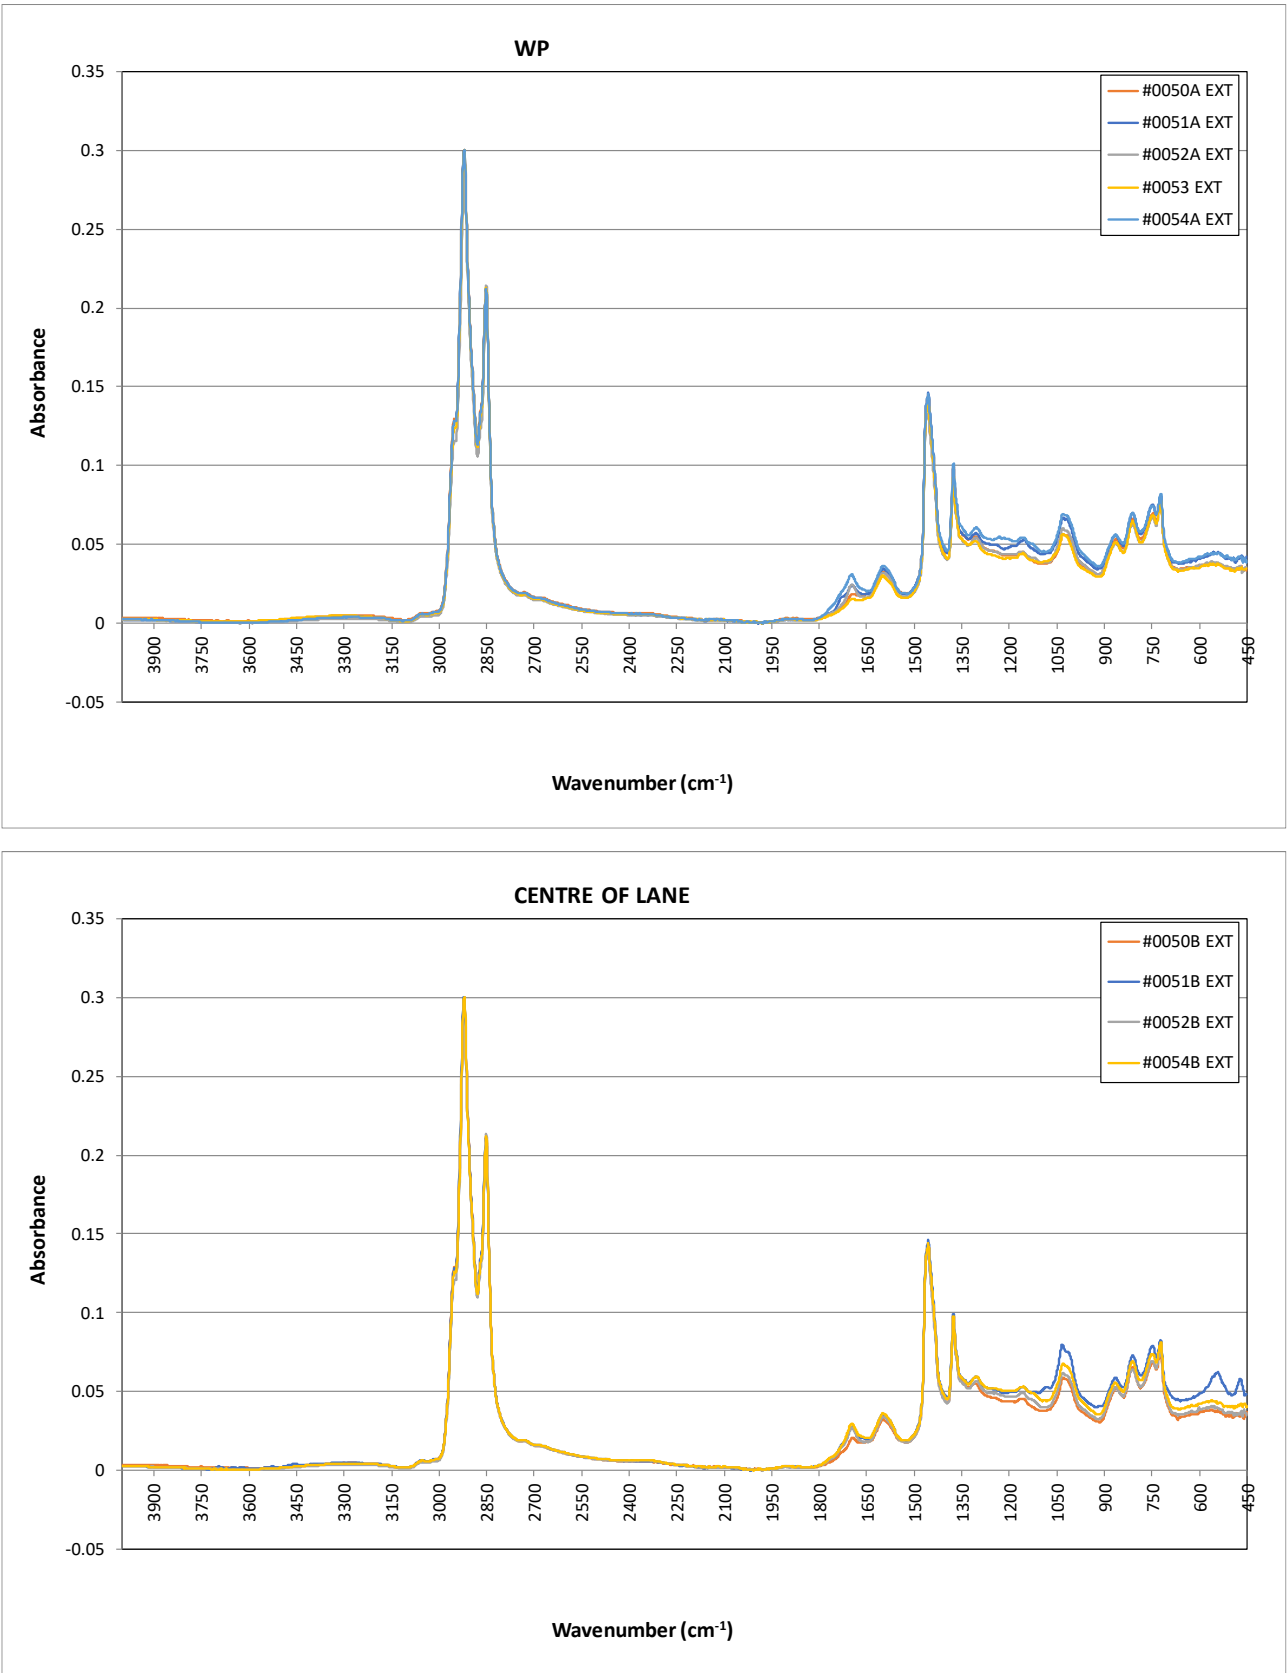 WP
0.35
0.3
0.25
0.2
0.15
0.1
0.05
0
-0.05
Absorbance
3900 3750 3600 3450 3300 3150 3000 2850 2700 2550 2400 2250 2100 1950 1800 1650 1500 1350 1200 1050 900 750 600 450
Wavenumber (cm-1)
#0050A EXT
#0051A EXT
#0052A EXT
#0053 EXT
#0054A EXT
CENTRE OF LANE
0.35
0.3
0.25
0.2
0.15
0.1
0.05
0
-0.05
Absorbance
3900 3750 3600 3450 3300 3150 3000 2850 2700 2550 2400 2250 2100 1950 1800 1650 1500 1350 1200 1050 900 750 600 450
Wavenumber (cm-1)
#0050B EXT
#0051B EXT
#0052B EXT
#0054B EXT